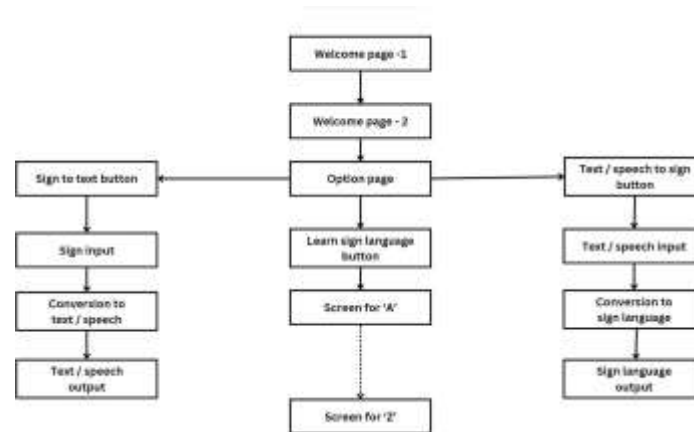 Welcome page -1
Welcome page - 2
Sign to text button
Option page
Text / speech to sign
button
Sign input
Learn sign language
button
Text / speech input
Conversion to
text / speech
Screen for 'A'
Conversion to
sign language
Text / speech
output
Sign language
output
Screen for 'Z'